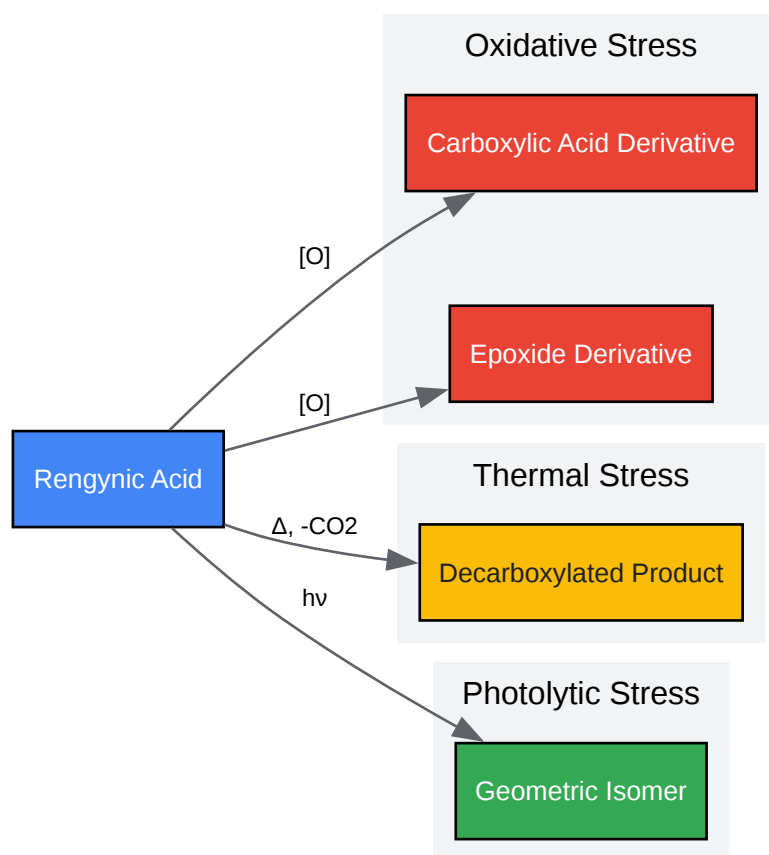 Oxidative Stress
Carboxylic Acid Derivative
[O]
Epoxide Derivative
[O]
Rengynic Acid
Thermal Stress
Δ, -CO2
Decarboxylated Product
hν
Photolytic Stress
Geometric Isomer